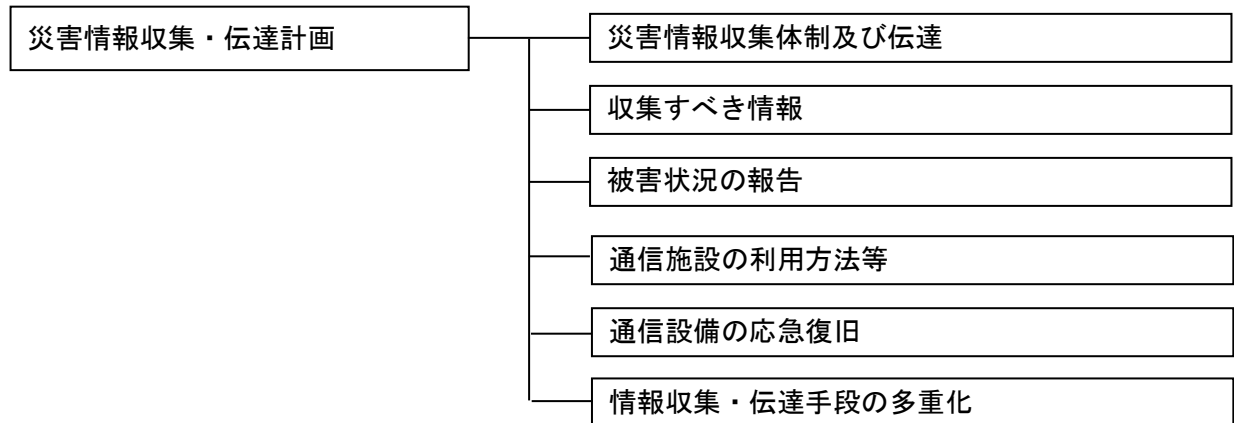 災害情報収集・伝達計画
災害情報収集体制及び伝達
収集すべき情報
被害状況の報告
通信施設の利用方法等
通信設備の応急復旧
情報収集・伝達手段の多重化